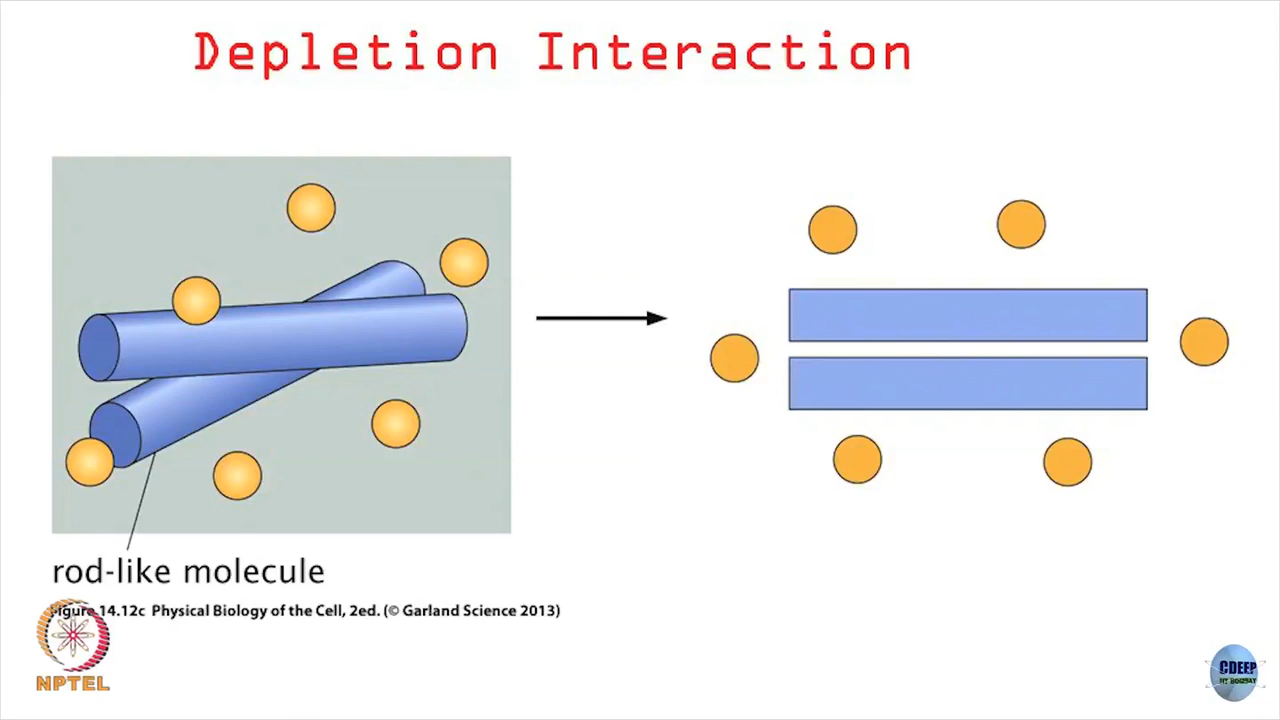 Depletion Interaction
rod-like molecule
Figure 14.12c Physical Biology of the Cell, 2ed. (© Garland Science 2013)
NPTEL
CDEEP
IIT BOMBAY